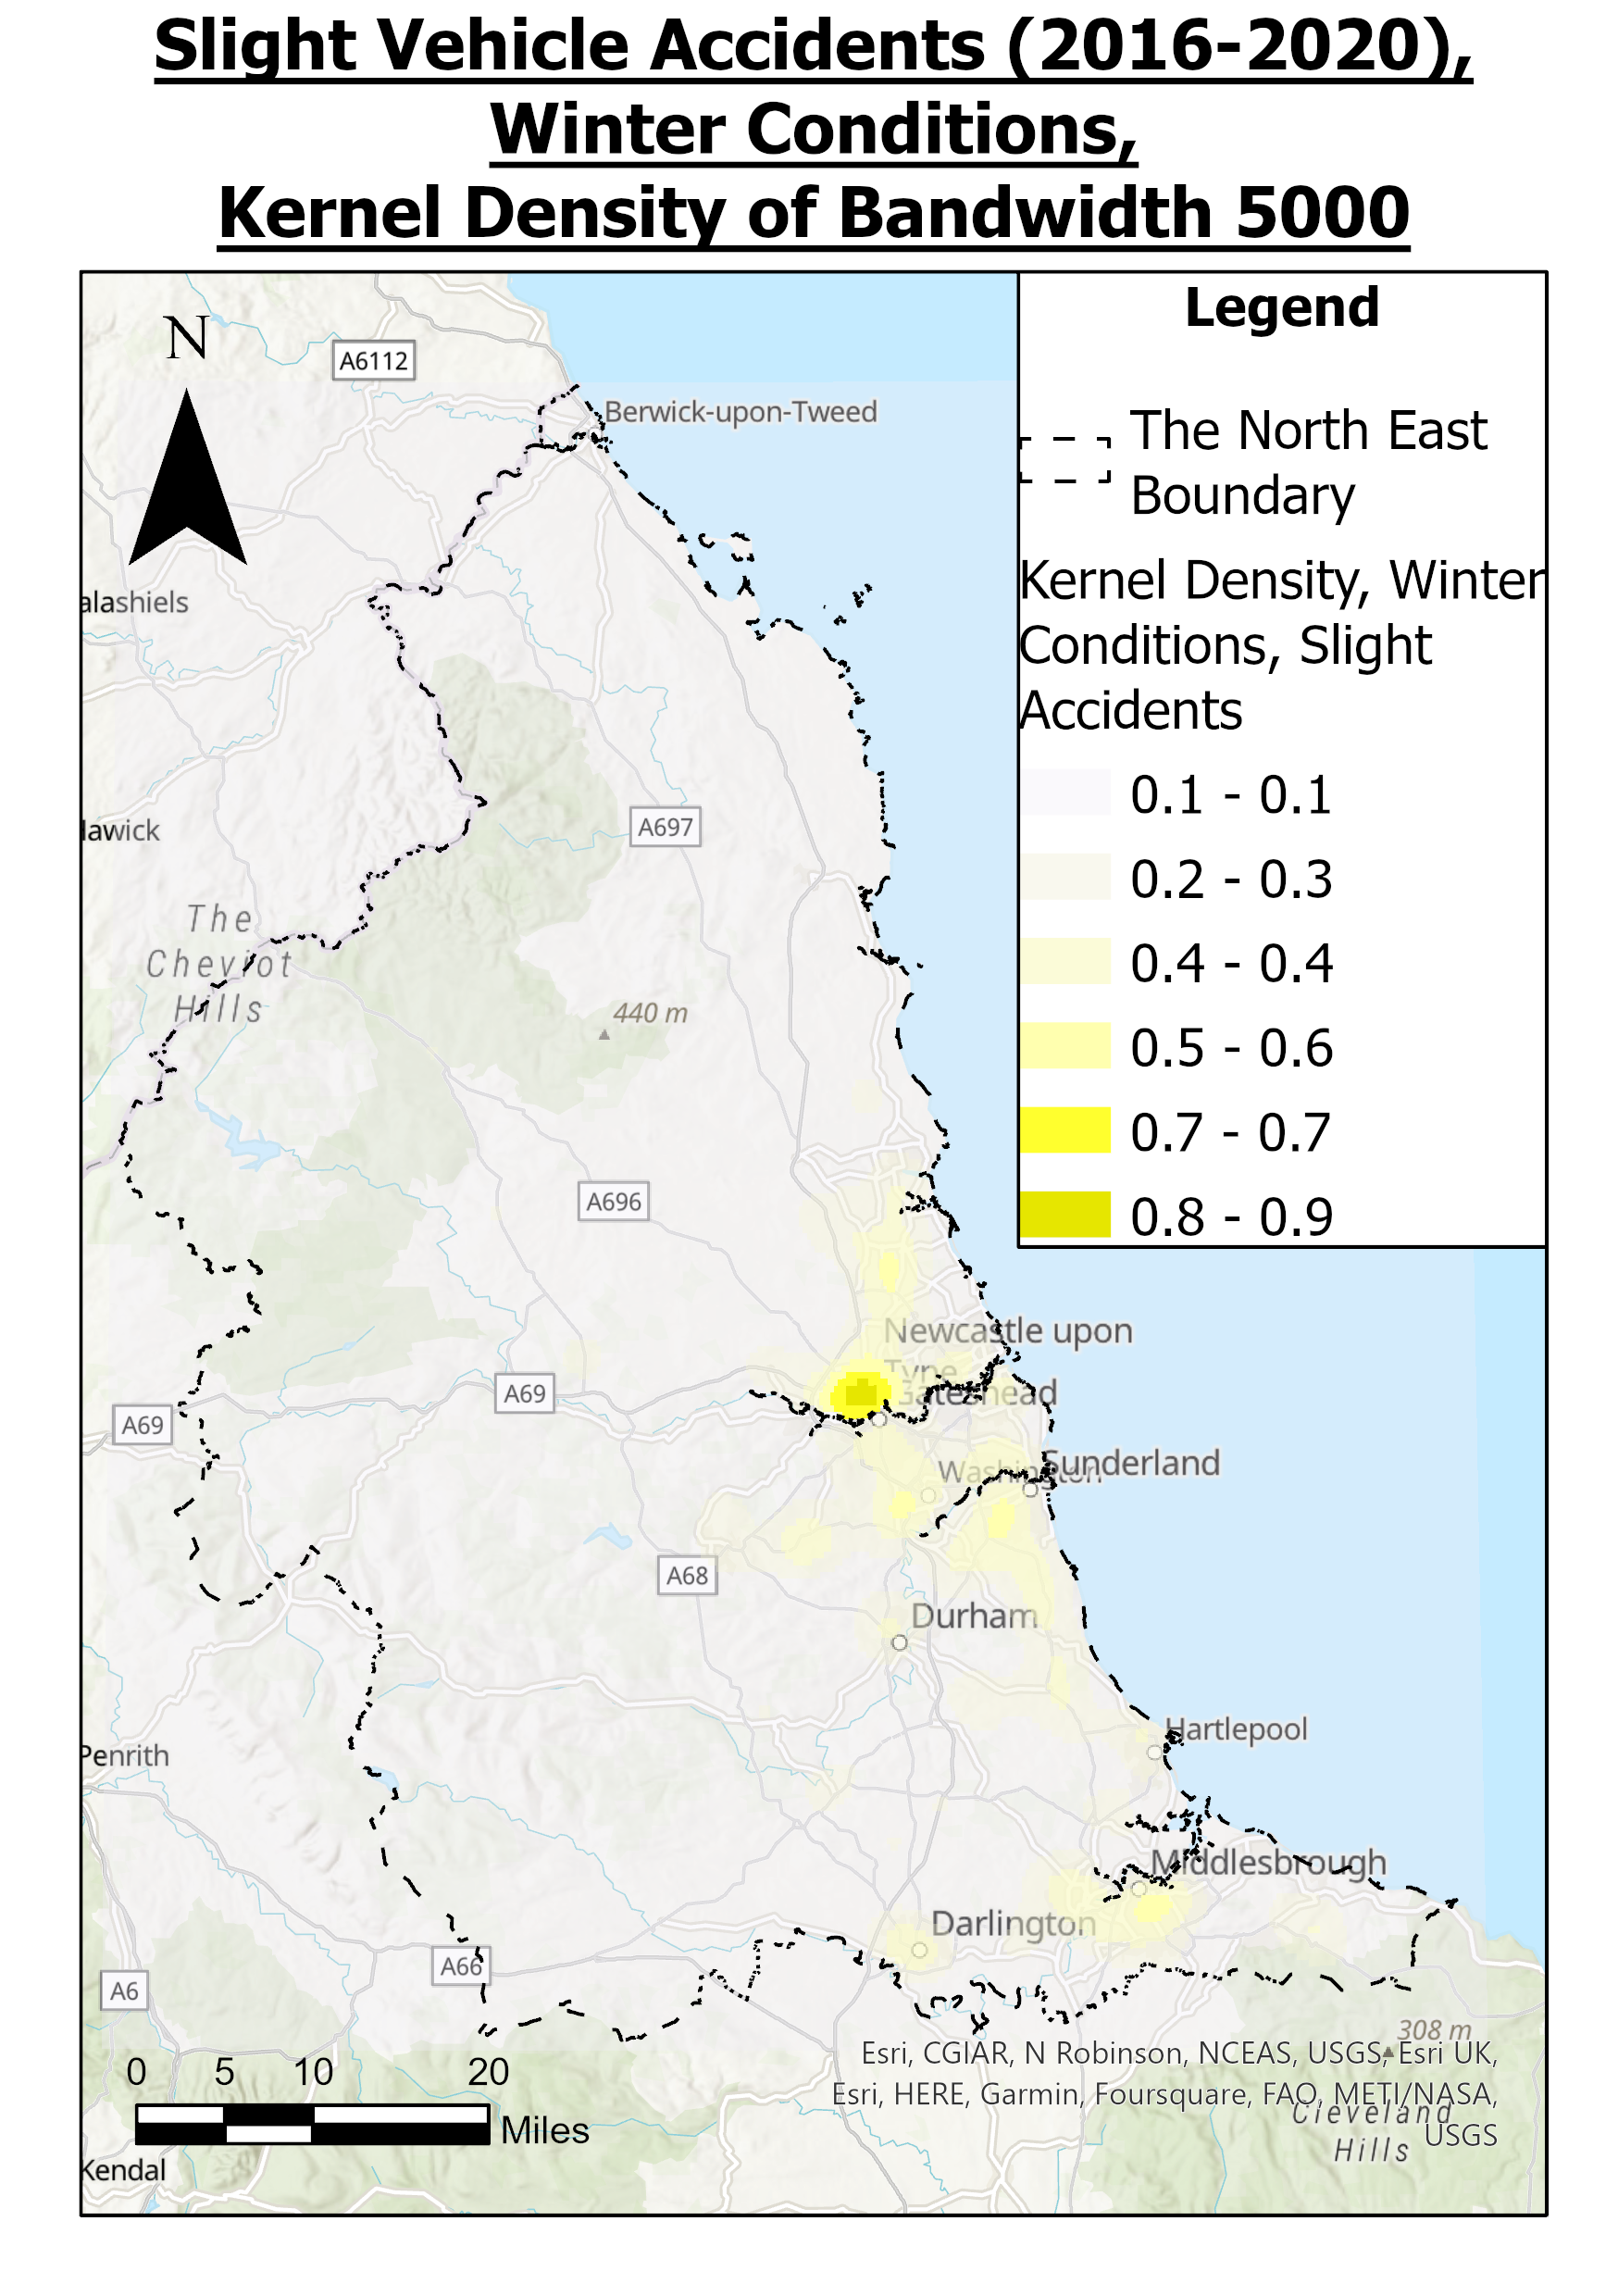 Slight Vehicle Accidents (2016-2020),
Winter Conditions,
Kernel Density of Bandwidth 5000
Legend
The North East
Boundary
Kernel Density, Winter
Conditions, Slight
Accidents
0.1 - 0.1
0.2 - 0.3
0.4 - 0.4
0.5 - 0.6
0.7 - 0.7
0.8 - 0.9
N
A6112
Berwick-upon-Tweed
alashiels
A697
lawick
The
Cheviot
Hills
440 m
A696
Newcastle upon
Tyne
Gateshead
A69
A69
Sunderland
Washington
A68
Durham
Hartlepool
Penrith
Middlesbrough
Darlington
A66
A6
308 m
Esri, CGIAR, N Robinson, NCEAS, USGS, Esri UK,
Esri, HERE, Garmin, Foursquare, FAO, METI/NASA,
USGS
Cleveland
Hills
0 5 10 20
Miles
Kendal